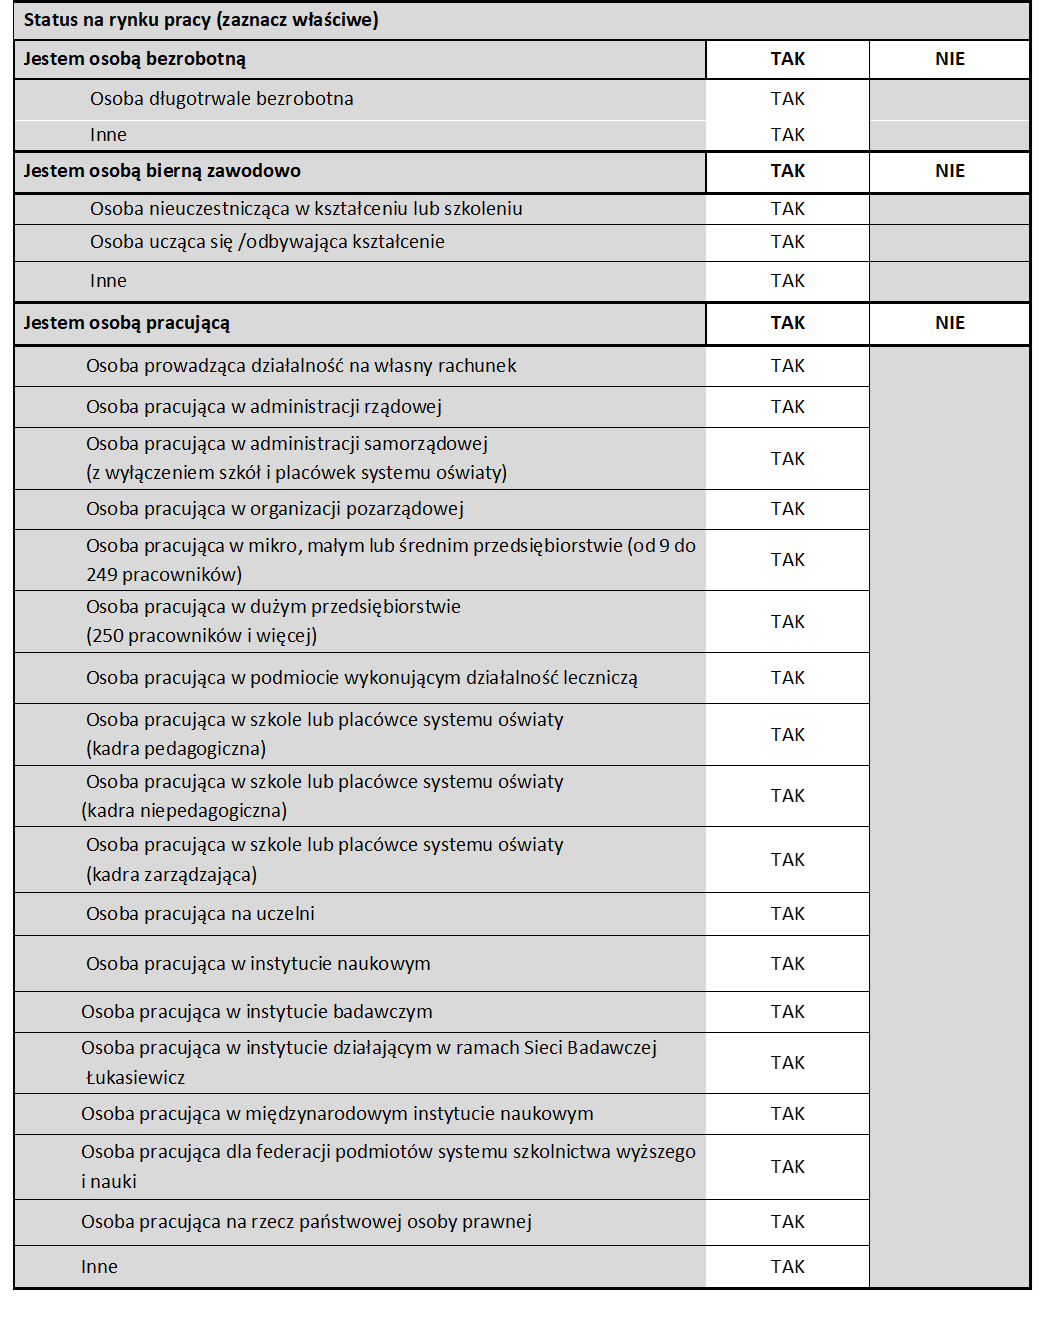 Status na rynku pracy (zaznacz właściwe)
Jestem osobą bezrobotną TAK NIE
Osoba długotrwale bezrobotna TAK
Inne TAK
Jestem osobą bierną zawodowo TAK NIE
Osoba nieuczestnicząca w kształceniu lub szkoleniu TAK
Osoba ucząca się /odbywająca kształcenie TAK
Inne TAK
Jestem osobą pracującą TAK NIE
Osoba prowadząca działalność na własny rachunek TAK
Osoba pracująca w administracji rządowej TAK
Osoba pracująca w administracji samorządowej
(z wyłączeniem szkół i placówek systemu oświaty) TAK
Osoba pracująca w organizacji pozarządowej TAK
Osoba pracująca w mikro, małym lub średnim przedsiębiorstwie (od 9 do
249 pracowników) TAK
Osoba pracująca w dużym przedsiębiorstwie
(250 pracowników i więcej) TAK
Osoba pracująca w podmiocie wykonującym działalność leczniczą TAK
Osoba pracująca w szkole lub placówce systemu oświaty
(kadra pedagogiczna) TAK
Osoba pracująca w szkole lub placówce systemu oświaty
(kadra niepedagogiczna) TAK
Osoba pracująca w szkole lub placówce systemu oświaty
(kadra zarządzająca) TAK
Osoba pracująca na uczelni TAK
Osoba pracująca w instytucie naukowym TAK
Osoba pracująca w instytucie badawczym TAK
Osoba pracująca w instytucie działającym w ramach Sieci Badawczej
Łukasiewicz TAK
Osoba pracująca w międzynarodowym instytucie naukowym TAK
Osoba pracująca dla federacji podmiotów systemu szkolnictwa wyższego
i nauki TAK
Osoba pracująca na rzecz państwowej osoby prawnej TAK
Inne TAK